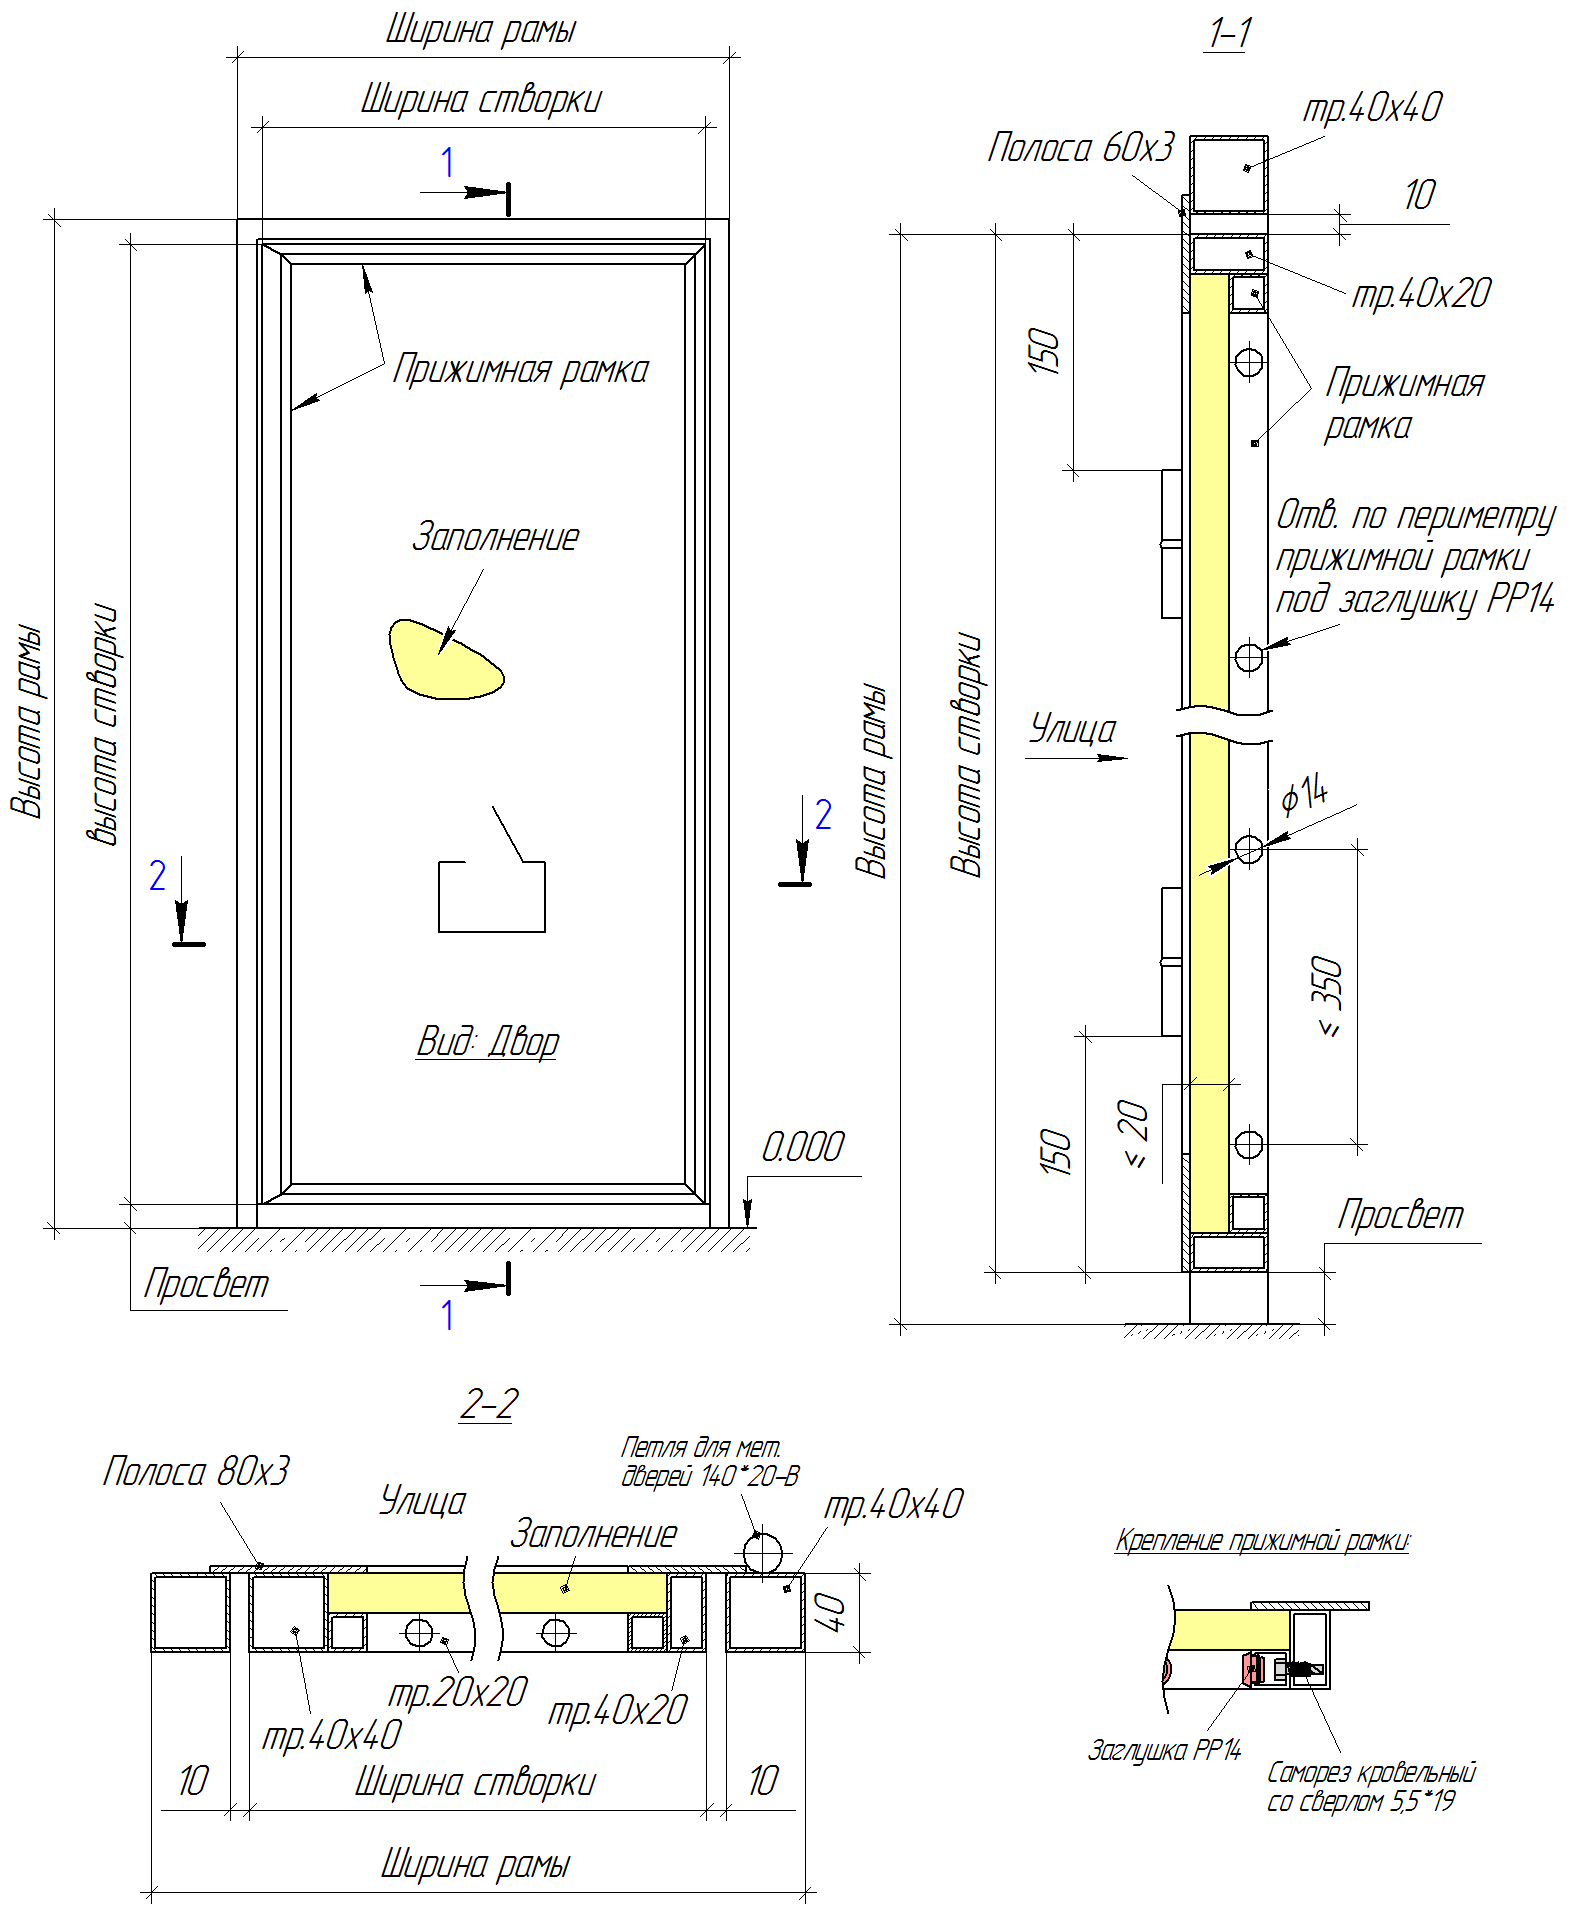 Ширина рамы
Ширина створки
1
Прижимная рамка
Заполнение
Высота рамы
высота створки
2
2
Вид: Двор
0.000
Просвет
1
1-1
тр.40х40
Полоса 60х3
10
тр.40х20
150
Прижимная
рамка
Отв. по периметру
прижимной рамки
под заглушку РР14
Высота рамы
Высота створки
Улица
ϕ14
≤ 350
≤ 20
150
Просвет
2-2
Полоса 80х3
Улица
Заполнение
Петля для мет.
дверей 140*20-В
тр.40х40
40
тр.20х20
тр.40х20
тр.40х40
10
Ширина створки
10
Ширина рамы
Крепление прижимной рамки:
Заглушка РР14
Саморез кровельный
со сверлом 5,5*19